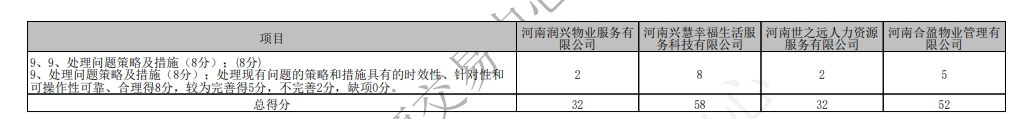 项目 河南润兴物业服务有限公司 河南兴慧幸福生活服务科技有限公司 河南世之远人力资源服务有限公司 河南合盈物业管理有限公司
9、9、处理问题策略及措施（8分）；(8分)
9、处理问题策略及措施（8分）；处理现有问题的策略和措施具有的时效性、针对性和
可操作性可靠、合理得8分，较为完善得5分，不完善2分，缺项0分。 2 8 2 5
总得分 32 58 32 52
交易中心